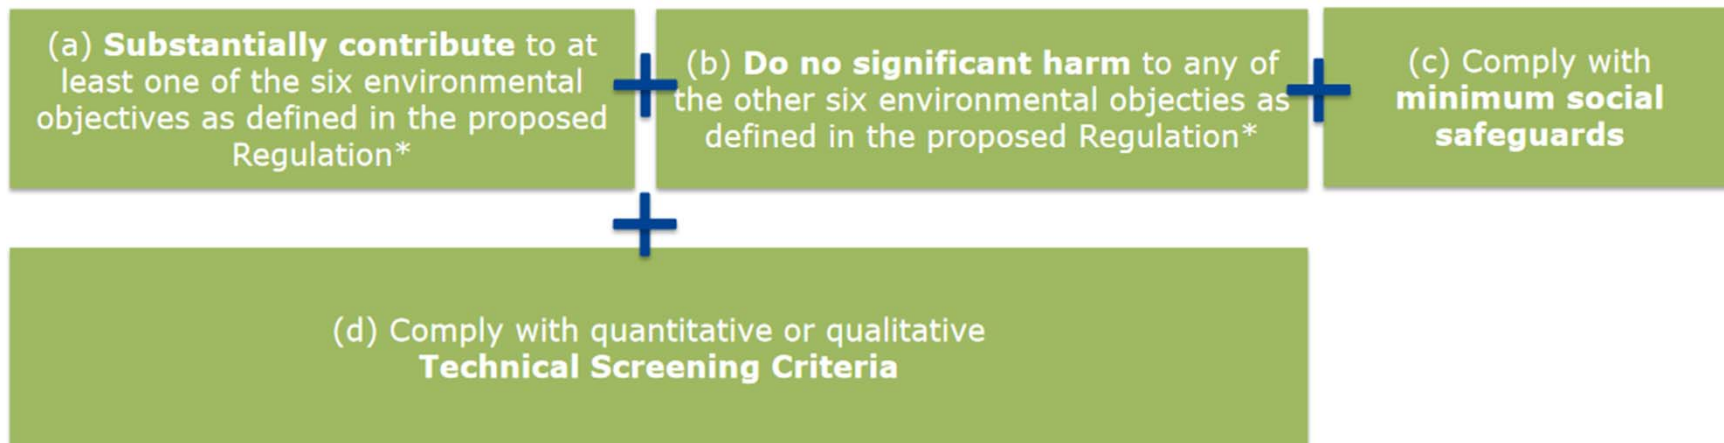 (a) Substantially contribute to at
least one of the six environmental
objectives as defined in the proposed
Regulation*
(b) Do no significant harm to any of
the other six environmental objecties as
defined in the proposed Regulation*
(c) Comply with
minimum social
safeguards
(d) Comply with quantitative or qualitative
Technical Screening Criteria